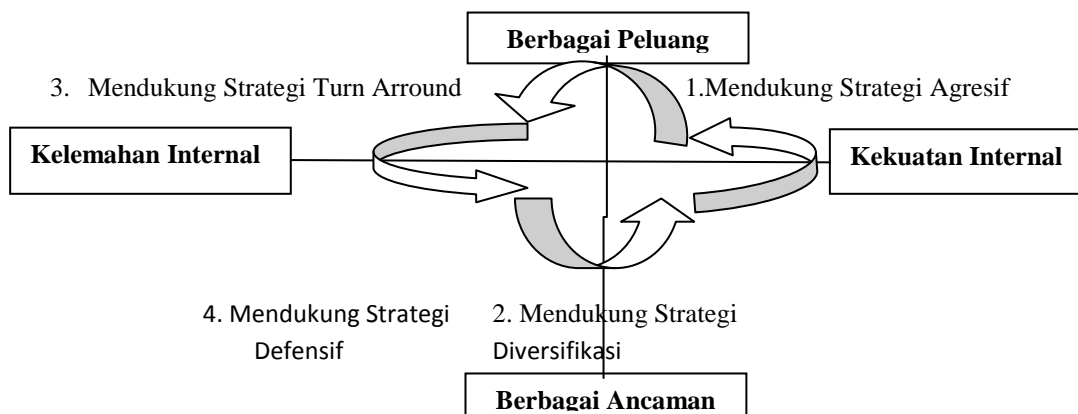 Berbagai Peluang
3. Mendukung Strategi Turn Arround
1.Mendukung Strategi Agresif
Kelemahan Internal
Kekuatan Internal
4. Mendukung Strategi
Defensif
2. Mendukung Strategi
Diversifikasi
Berbagai Ancaman